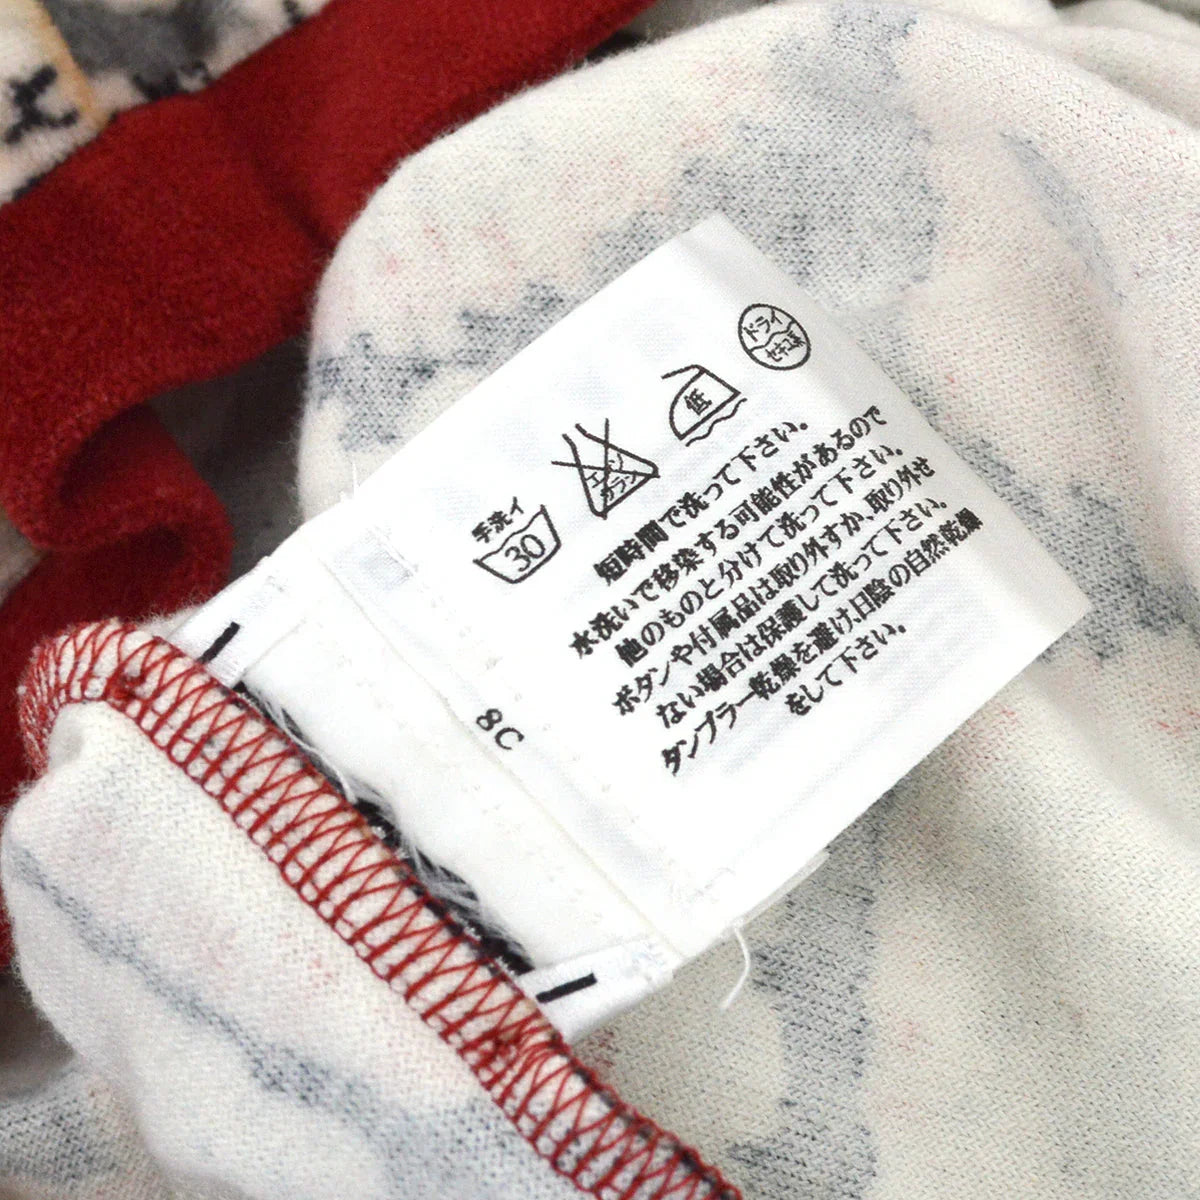 手洗イ
30
エンソ
カラン
低
ドライ
セキユ系
短時間で洗って下さい。
水洗いで移染する可能性があるので
他のものと分けて洗って下さい。
ボタンや付属品は取り外すか、取り外せ
ない場合は保護して洗って下さい。
タンブラー乾燥を避け、日陰の自然乾燥
をして下さい。
8C